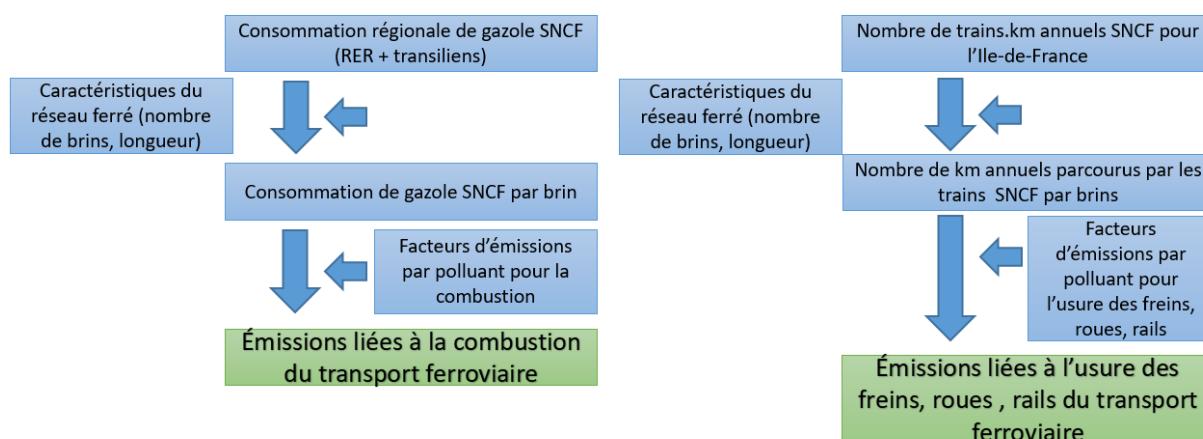 Consommation régionale de gazole SNCF
(RER + transiliens)
Caractéristiques du
réseau ferré (nombre
de brins, longueur)
Consommation de gazole SNCF par brin
Facteurs d’émissions
par polluant pour la
combustion
Émissions liées à la combustion
du transport ferroviaire
Nombre de trains.km annuels SNCF pour
l’Ile-de-France
Caractéristiques du
réseau ferré (nombre
de brins, longueur)
Nombre de km annuels parcourus par les
trains  SNCF par brins
Facteurs
d’émissions par
polluant pour
l’usure des freins,
roues, rails
Émissions liées à l’usure des
freins, roues , rails du transport
ferroviaire